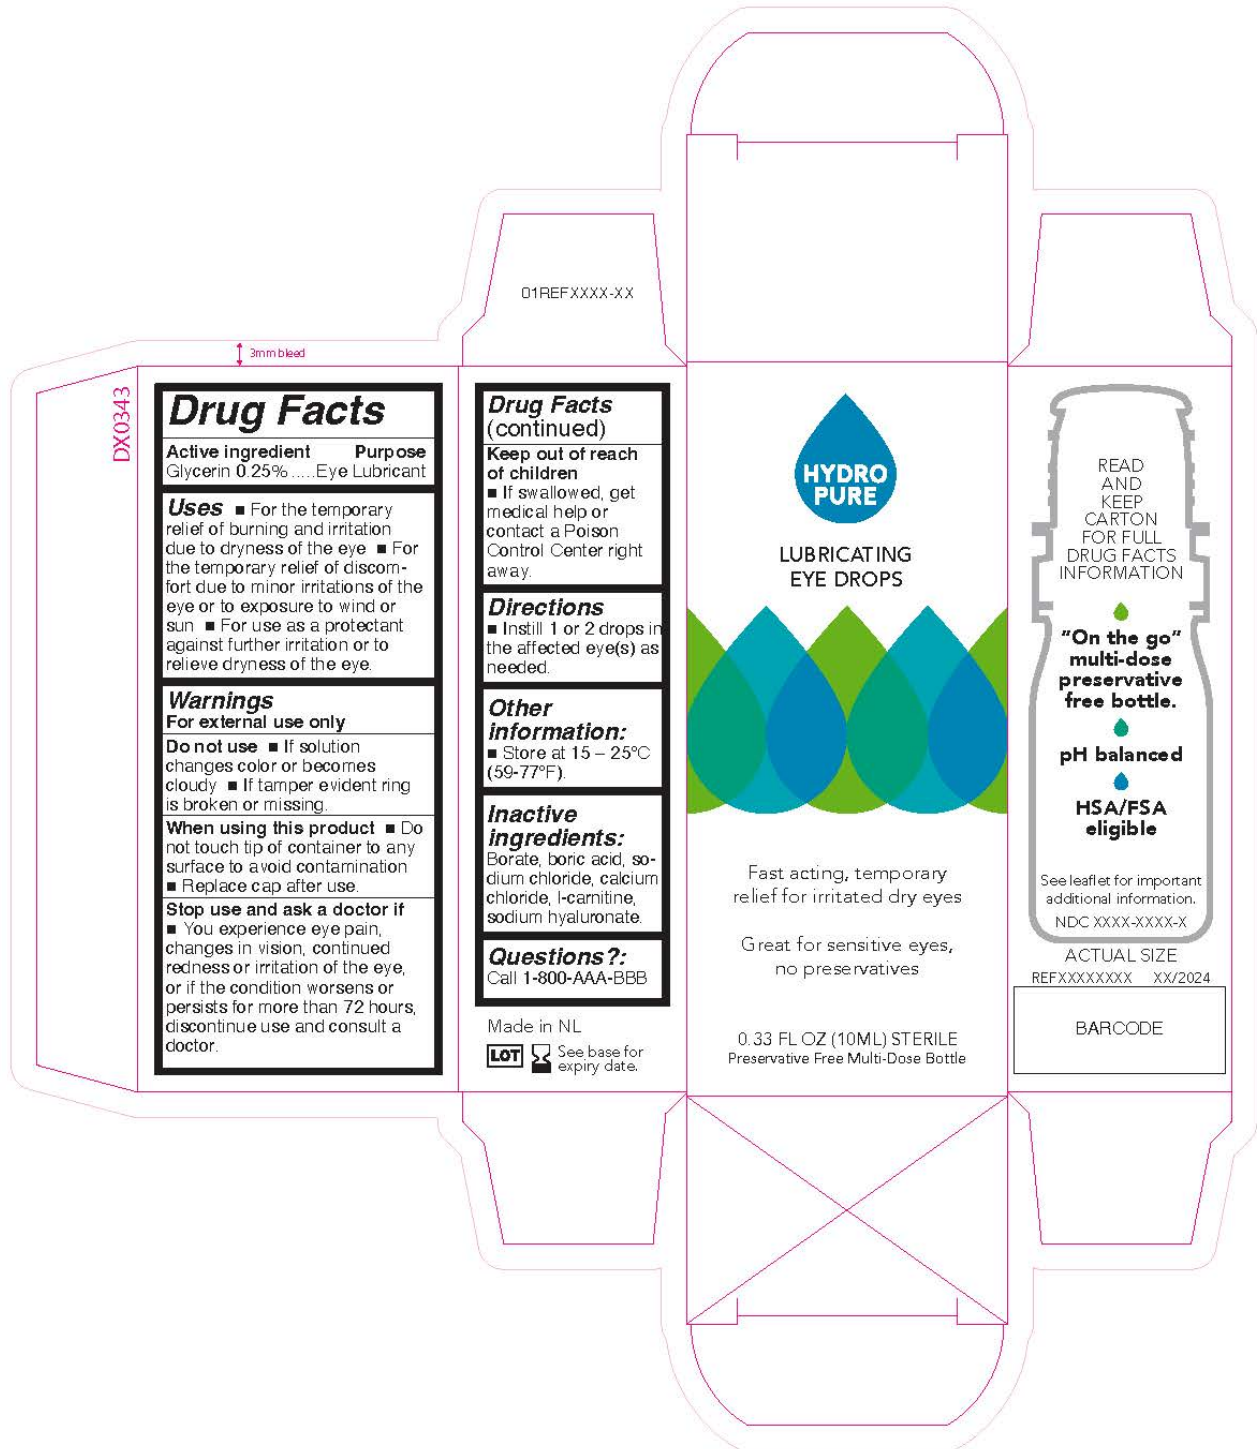 01REFXXXX-XX
3mm bleed
DX0343
Drug Facts
Active ingredient Purpose
Glycerin 0.25% .....Eye Lubricant
Uses ■ For the temporary
relief of burning and irritation
due to dryness of the eye ■ For
the temporary relief of discom-
fort due to minor irritations of the
eye or to exposure to wind or
sun ■ For use as a protectant
against further irritation or to
relieve dryness of the eye.
Warnings
For external use only
Do not use ■ If solution
changes color or becomes
cloudy ■ If tamper evident ring
is broken or missing.
When using this product ■ Do
not touch tip of container to any
surface to avoid contamination
■ Replace cap after use.
Stop use and ask a doctor if
■ You experience eye pain,
changes in vision, continued
redness or irritation of the eye,
or if the condition worsens or
persists for more than 72 hours,
discontinue use and consult a
doctor.
Drug Facts
(continued)
Keep out of reach
of children
■ If swallowed, get
medical help or
contact a Poison
Control Center right
away.
Directions
■ Instill 1 or 2 drops in
the affected eye(s) as
needed.
Other
information:
■ Store at 15 – 25°C
(59-77°F).
Inactive
ingredients:
Borate, boric acid, so-
dium chloride, calcium
chloride, l-carnitine,
sodium hyaluronate.
Questions?:
Call 1-800-AAA-BBB
Made in NL
LOT See base for
expiry date.
HYDRO
PURE
LUBRICATING
EYE DROPS
Fast acting, temporary
relief for irritated dry eyes
Great for sensitive eyes,
no preservatives
0.33 FL OZ (10ML) STERILE
Preservative Free Multi-Dose Bottle
READ
AND
KEEP
CARTON
FOR FULL
DRUG FACTS
INFORMATION
"On the go"
multi-dose
preservative
free bottle.
pH balanced
HSA/FSA
eligible
See leaflet for important
additional information.
NDC XXXX-XXXX-X
ACTUAL SIZE
REFXXXXXXXX XX/2024
BARCODE